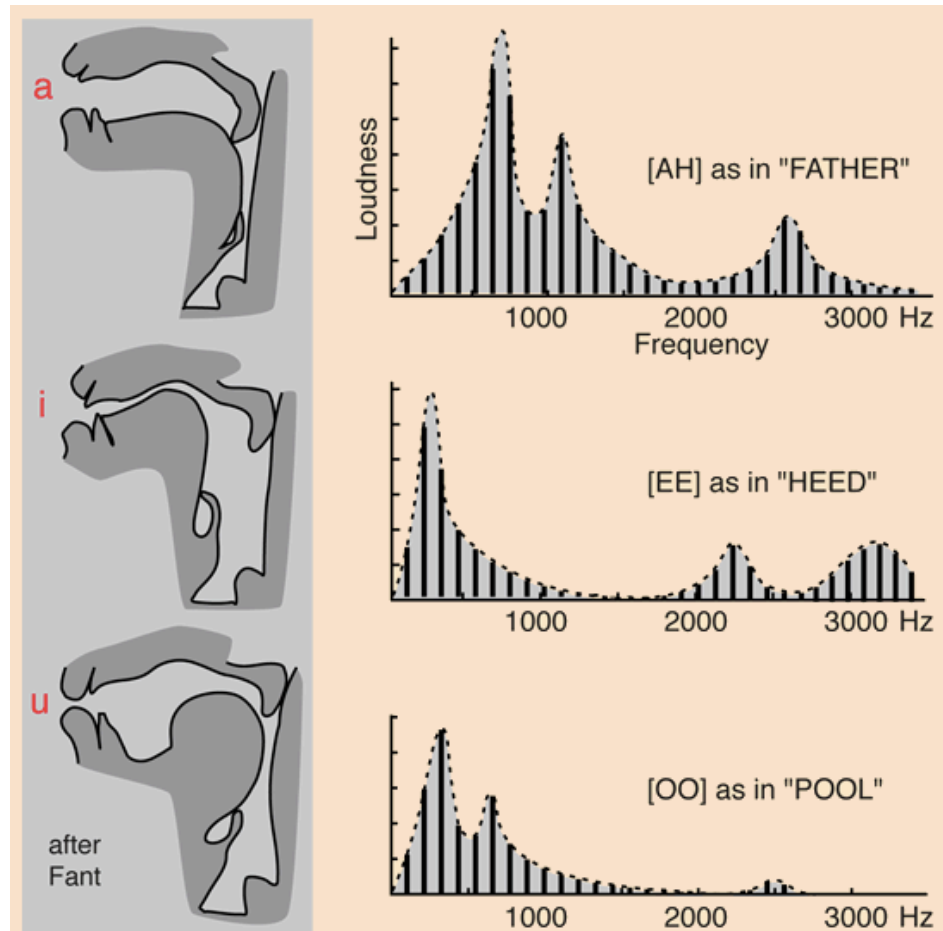 a
Loudness
[AH] as in "FATHER"
1000 2000 3000 Hz
Frequency
i
[EE] as in "HEED"
1000 2000 3000 Hz
u
[OO] as in "POOL"
after
Fant
1000 2000 3000 Hz